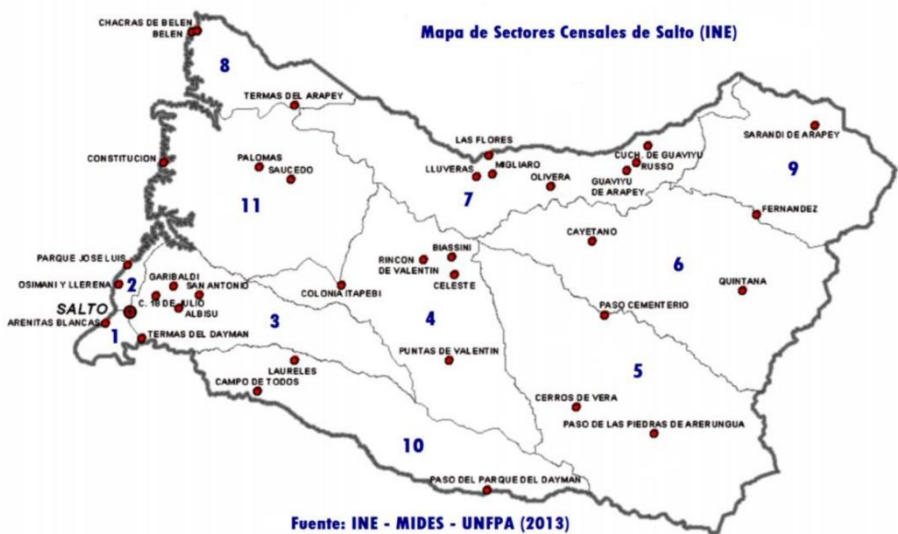 Mapa de Sectores Censales de Salto (INE)
CHACRAS DE BELEN
BELEN
8
TERMAS DEL ARAPEY
SARANDI DE ARAPEY
LAS FLORES
CONSTITUCION
PALOMAS
SAUCEDO
LLUVERAS
MIGLIARO
CUCH. DE GUAVIYU
RUSSO
OLIVERA
GUAVIYU
DE ARAPEY
9
7
11
FERNANDEZ
CAYETANO
PARQUE JOSE LUIS
BIASSINI
RINCON
DE VALENTIN
CELESTE
6
OSIMANI Y LLERENA
2
GARIBALDI
SAN ANTONIO
COLONIA ITAPEBI
QUINTANA
SALTO
C. 18 DE JULIO
ALBISU
PASO CEMENTERIO
ARENITAS BLANCAS
1
TERMAS DEL DAYMAN
3
4
PUNTAS DE VALENTIN
LAURELES
5
CAMPO DE TODOS
CERROS DE VERA
PASO DE LAS PIEDRAS DE ARERUNGUA
10
PASO DEL PARQUE DEL DAYMAN
Fuente: INE - MIDES - UNFPA (2013)